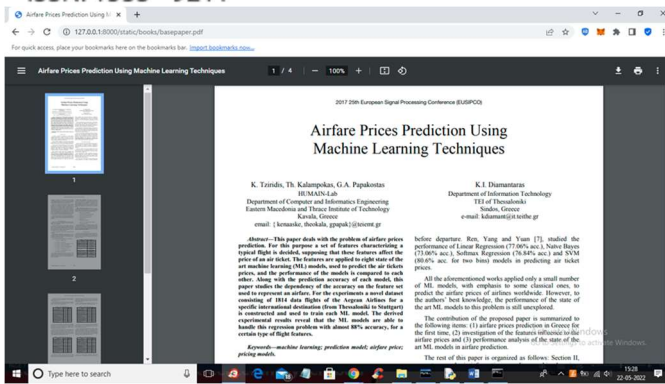 Airfare Prices Prediction Using M
127.0.0.1:8000/static/books/basepaper.pdf
For quick access, place your bookmarks here on the bookmarks bar. Import bookmarks now...
Airfare Prices Prediction Using Machine Learning Techniques
1 / 4
100%
1
2
2017 25th European Signal Processing Conference (EUSIPCO)
Airfare Prices Prediction Using
Machine Learning Techniques
K. Tziridis, Th. Kalampokas, G.A. Papakostas
HUMAIN-Lab
Department of Computer and Informatics Engineering
Eastern Macedonia and Thrace Institute of Technology
Kavala, Greece
email: { kenaaske, theokala, gpapak}@teiemt.gr
K.I. Diamantaras
Department of Information Technology
TEI of Thessaloniki
Sindos, Greece
e-mail: kdiamant@it.teithe.gr
Abstract—This paper deals with the problem of airfare prices
prediction. For this purpose a set of features characterizing a
typical flight is decided, supposing that these features affect the
price of an air ticket. The features are applied to eight state of the
art machine learning (ML) models, used to predict the air tickets
prices, and the performance of the models is compared to each
other. Along with the prediction accuracy of each model, this
paper studies the dependency of the accuracy on the feature set
used to represent an airfare. For the experiments a novel dataset
consisting of 1814 data flights of the Aegean Airlines for a
specific international destination (from Thessaloniki to Stuttgart)
is constructed and used to train each ML model. The derived
experimental results reveal that the ML models are able to
handle this regression problem with almost 88% accuracy, for a
certain type of flight features.
Keywords—machine learning; prediction model; airfare price;
pricing models.
before departure Ren, Yang and Yuan [7], studied the
performance of Linear Regression (77.06% acc.), Naive Bayes
(73.06% acc.), Softmax Regression (76.84% acc.) and SVM
(80.6% acc. for two bins) models in predicting air ticket
prices.
All the aforementioned works applied only a small number
of ML models, with emphasis to some classical ones, to
predict the airfare prices of airlines worldwide. However, to
the authors' best knowledge, the performance of the state of
the art ML models to this problem is still unexplored.
The contribution of the proposed paper is summarized to
the following items: (1) airfare prices prediction in Greece for
the first time, (2) investigation of the features influence to the
airfare prices and (3) performance analysis of the state of the
art ML models in airfare prediction.
The rest of this paper is organized as follows: Section II,
Type here to search
15:28
22-05-2022